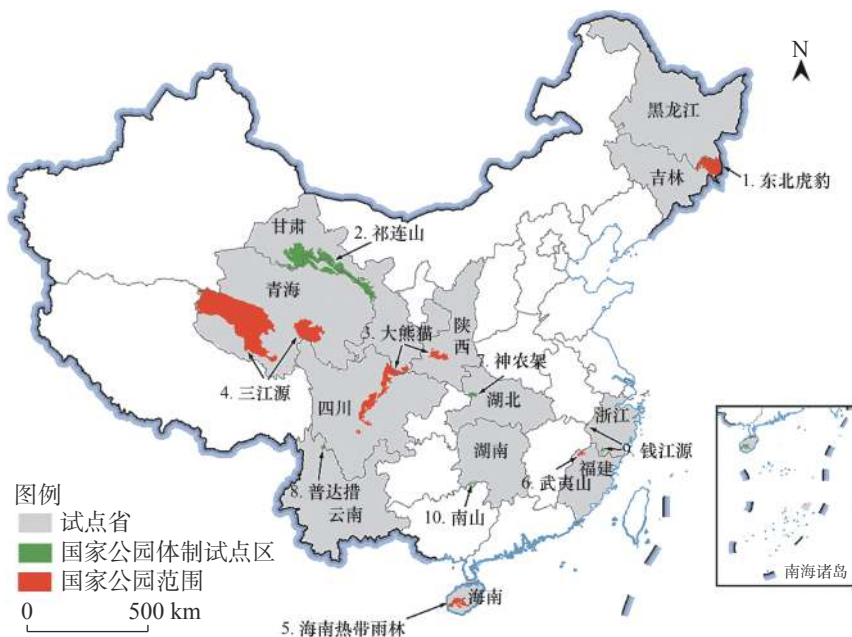 N
黑龙江
吉林
1. 东北虎豹
甘肃
2. 祁连山
青海
3. 大熊猫
陕西
7. 神农架
4. 三江源
四川
湖北
浙江
湖南
9. 钱江源
福建
6. 武夷山
8. 普达措
云南
10. 南山
海南
5. 海南热带雨林
南海诸岛
图例
试点省
国家公园体制试点区
国家公园范围
0 500 km